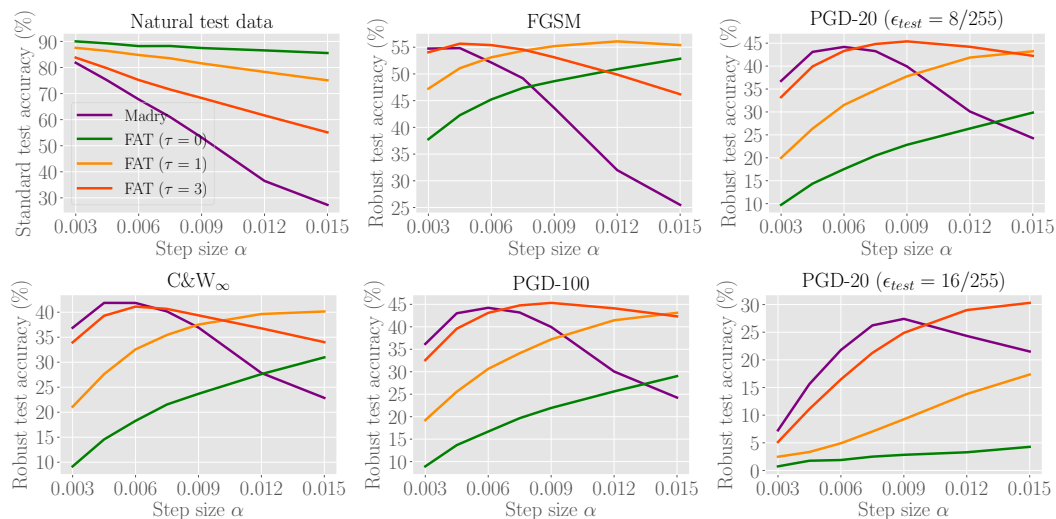 Natural test data
Standard test accuracy (%)
90
80
70
60
50
40
30
Madry
FAT (τ = 0)
FAT (τ = 1)
FAT (τ = 3)
0.003 0.006 0.009 0.012 0.015
Step size α
FGSM
Robust test accuracy (%)
55
50
45
40
35
30
25
0.003 0.006 0.009 0.012 0.015
Step size α
PGD-20 (ϵtest = 8/255)
Robust test accuracy (%)
45
40
35
30
25
20
15
10
0.003 0.006 0.009 0.012 0.015
Step size α
C&W∞
Robust test accuracy (%)
40
35
30
25
20
15
10
0.003 0.006 0.009 0.012 0.015
Step size α
PGD-100
Robust test accuracy (%)
45
40
35
30
25
20
15
10
0.003 0.006 0.009 0.012 0.015
Step size α
PGD-20 (ϵtest = 16/255)
Robust test accuracy (%)
30
25
20
15
10
5
0
0.003 0.006 0.009 0.012 0.015
Step size α